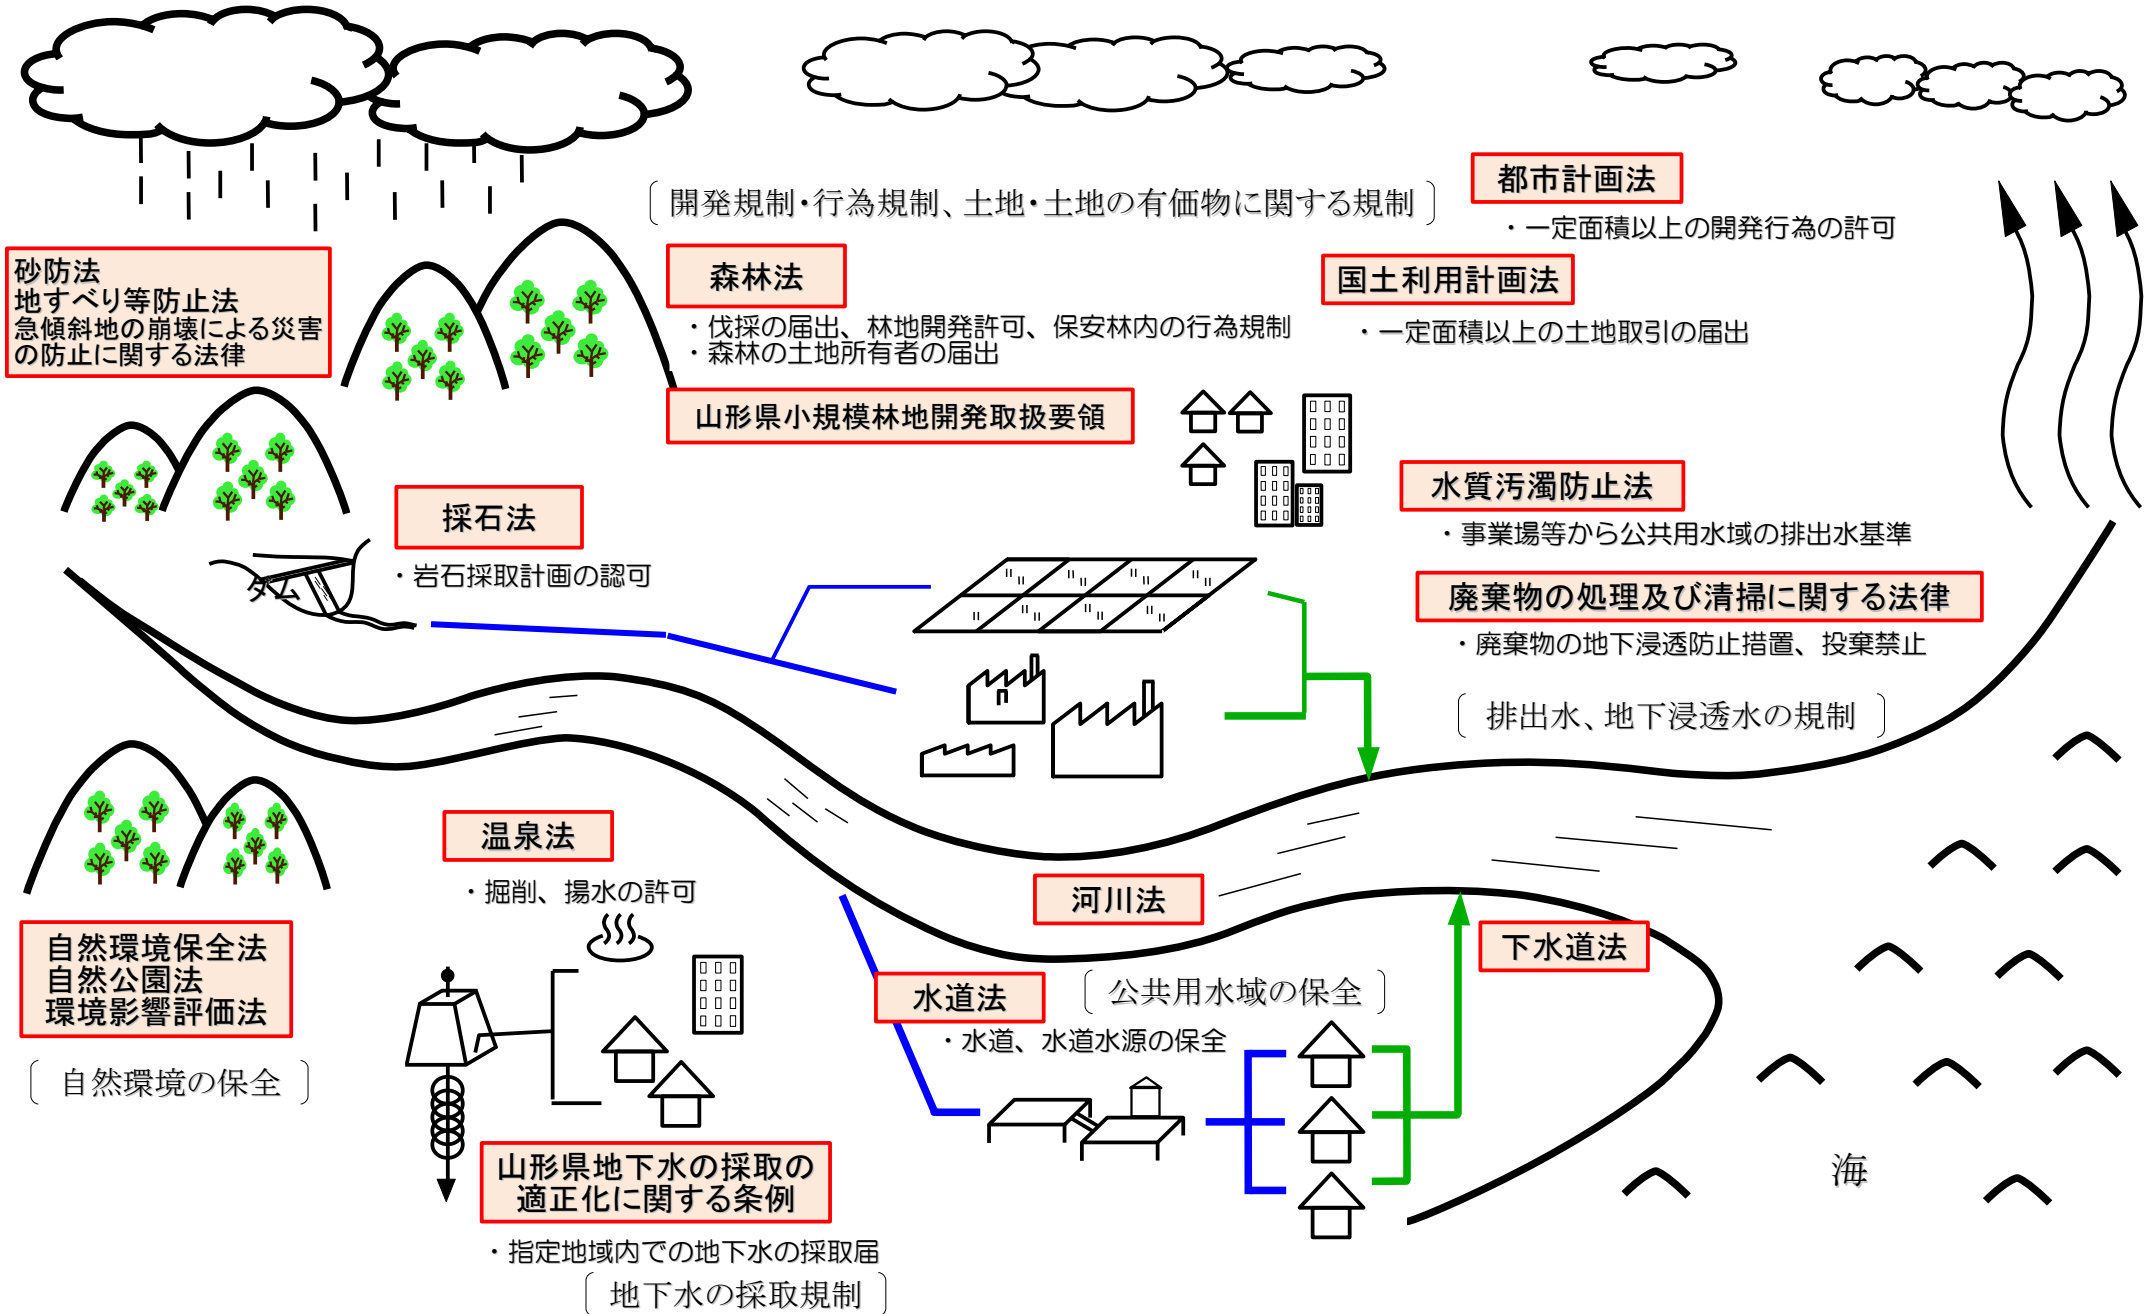 〔 開発規制・行為規制、土地・土地の有価物に関する規制 〕
都市計画法
・一定面積以上の開発行為の許可
砂防法
地すべり等防止法
急傾斜地の崩壊による災害
の防止に関する法律
森林法
・伐採の届出、林地開発許可、保安林内の行為規制
・森林の土地所有者の届出
国土利用計画法
・一定面積以上の土地取引の届出
山形県小規模林地開発取扱要領
採石法
・岩石採取計画の認可
ダム
水質汚濁防止法
・事業場等から公共用水域の排出水基準
廃棄物の処理及び清掃に関する法律
・廃棄物の地下浸透防止措置、投棄禁止
〔 排出水、地下浸透水の規制 〕
温泉法
・掘削、揚水の許可
河川法
下水道法
自然環境保全法
自然公園法
環境影響評価法
〔 自然環境の保全 〕
水道法
〔 公共用水域の保全 〕
・水道、水道水源の保全
山形県地下水の採取の
適正化に関する条例
・指定地域内での地下水の採取届
〔 地下水の採取規制 〕
海